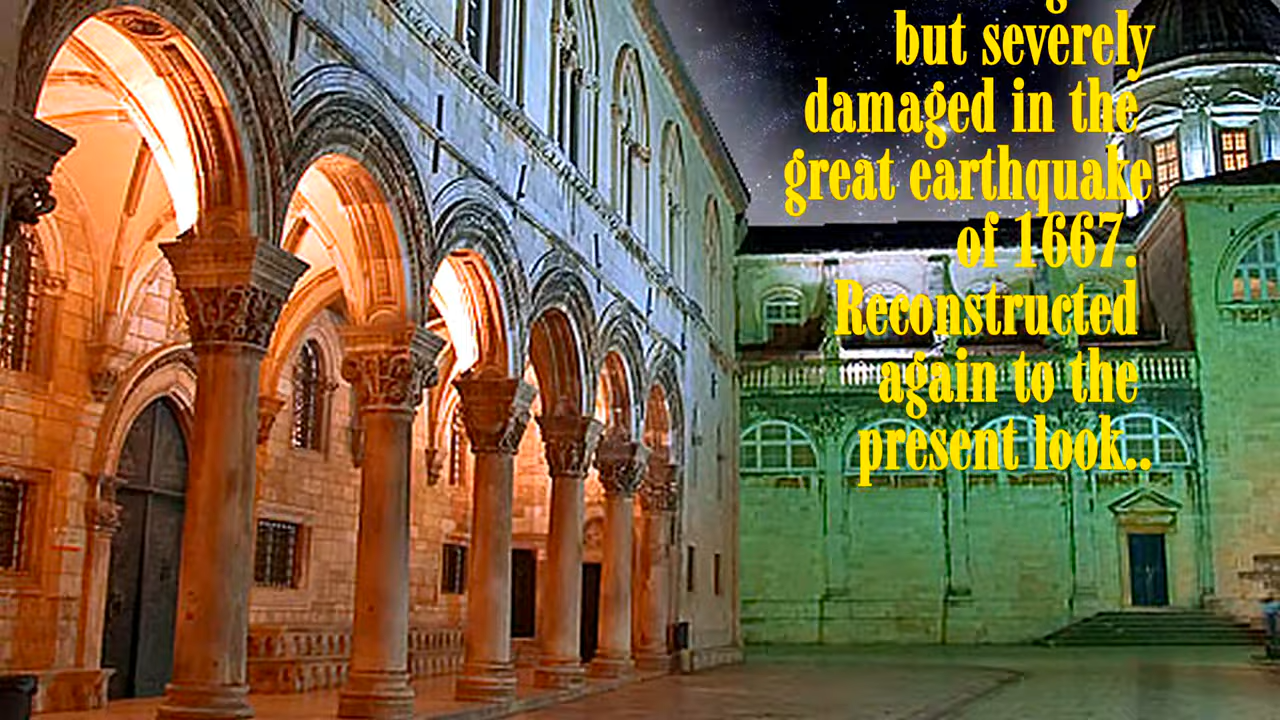 but severely
damaged in the
great earthquake
of 1667.
Reconstructed
again to the
present look..